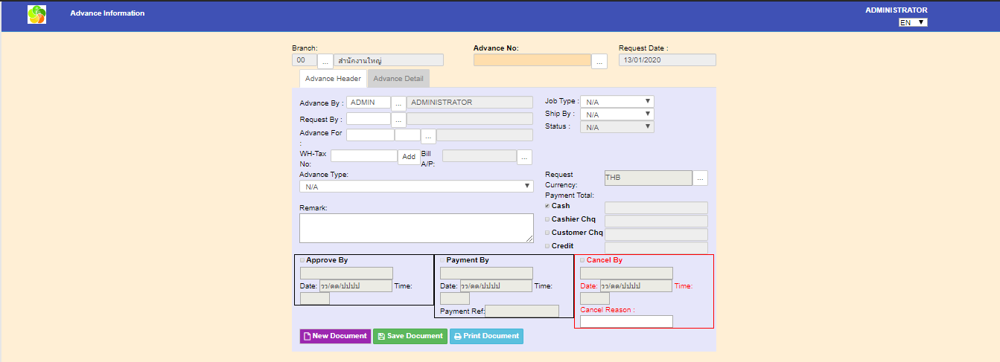 Advance Information
ADMINISTRATOR
EN
Branch:
Advance No:
Request Date :
00 ... สำนักงานใหญ่
...
13/01/2020
Advance Header Advance Detail
Advance By : ADMIN ... ADMINISTRATOR
Job Type : N/A
Request By : ...
Ship By : N/A
Status : N/A
Advance For
:
...
WH-Tax
No:
Add
Bill
A/P:
...
Advance Type:
N/A
Request
Currency:
THB ...
Payment Total:
Cash
Cashier Chq
Customer Chq
Credit
Remark:
Approve By
Date: วว/ดด/ปปปป Time:
Payment By
Date: วว/ดด/ปปปป Time:
Payment Ref:
Cancel By
Date: วว/ดด/ปปปป Time:
Cancel Reason :
New Document Save Document Print Document